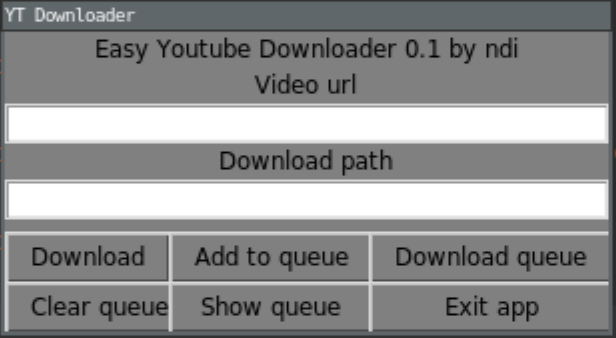 YT Downloader
Easy Youtube Downloader 0.1 by ndi
Video url
Download path
Download Add to queue Download queue
Clear queue Show queue Exit app